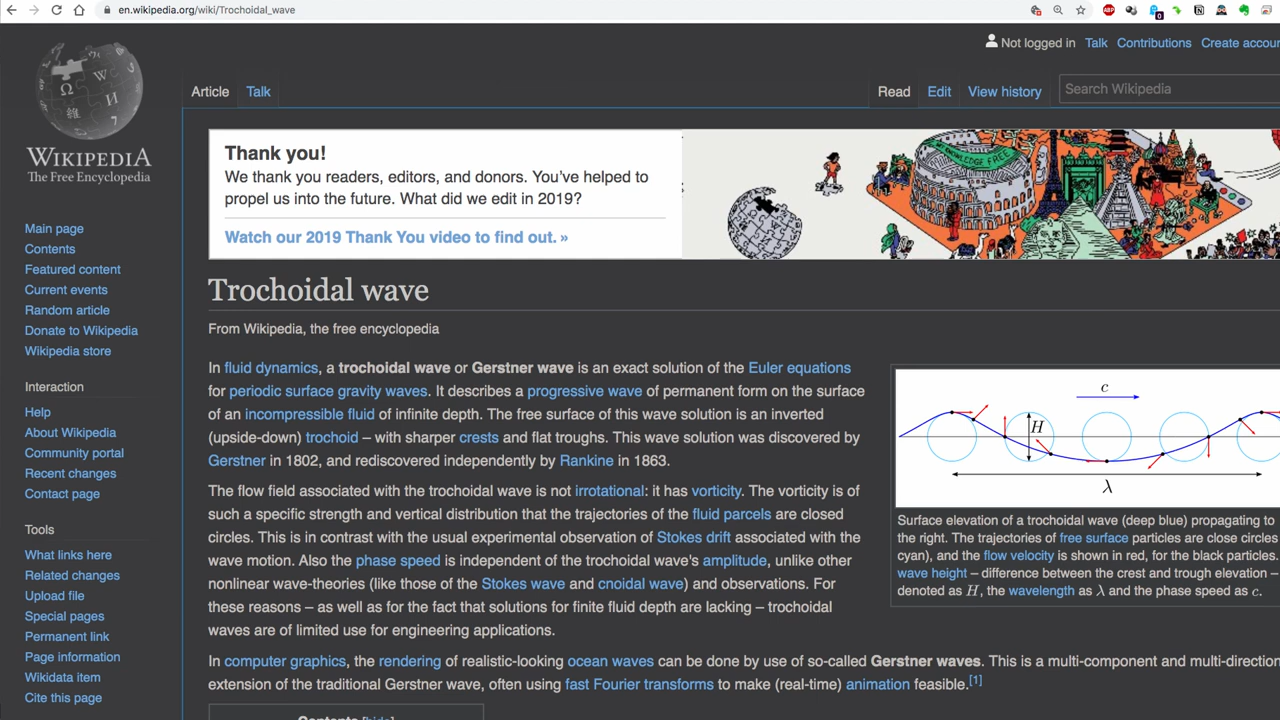 en.wikipedia.org/wiki/Trochoidal_wave
ABP
0
Not logged in Talk Contributions Create accour
Article Talk
Read Edit View history
Search Wikipedia
WIKIPEDIA
The Free Encyclopedia
Thank you!
We thank you readers, editors, and donors. You've helped to
propel us into the future. What did we edit in 2019?
Watch our 2019 Thank You video to find out. »
KNOWLEDGE FREE
Main page
Contents
Featured content
Current events
Random article
Donate to Wikipedia
Wikipedia store
Interaction
Help
About Wikipedia
Community portal
Recent changes
Contact page
Tools
What links here
Related changes
Upload file
Special pages
Permanent link
Page information
Wikidata item
Cite this page
Trochoidal wave
From Wikipedia, the free encyclopedia
In fluid dynamics, a trochoidal wave or Gerstner wave is an exact solution of the Euler equations
for periodic surface gravity waves. It describes a progressive wave of permanent form on the surface
of an incompressible fluid of infinite depth. The free surface of this wave solution is an inverted
(upside-down) trochoid – with sharper crests and flat troughs. This wave solution was discovered by
Gerstner in 1802, and rediscovered independently by Rankine in 1863.
The flow field associated with the trochoidal wave is not irrotational: it has vorticity. The vorticity is of
such a specific strength and vertical distribution that the trajectories of the fluid parcels are closed
circles. This is in contrast with the usual experimental observation of Stokes drift associated with the
wave motion. Also the phase speed is independent of the trochoidal wave's amplitude, unlike other
nonlinear wave-theories (like those of the Stokes wave and cnoidal wave) and observations. For
these reasons – as well as for the fact that solutions for finite fluid depth are lacking – trochoidal
waves are of limited use for engineering applications.
c
H
λ
Surface elevation of a trochoidal wave (deep blue) propagating to
the right. The trajectories of free surface particles are close circles
cyan), and the flow velocity is shown in red, for the black particles.
wave height – difference between the crest and trough elevation –
denoted as H, the wavelength as λ and the phase speed as c.
In computer graphics, the rendering of realistic-looking ocean waves can be done by use of so-called Gerstner waves. This is a multi-component and multi-direction
extension of the traditional Gerstner wave, often using fast Fourier transforms to make (real-time) animation feasible.[1]
Contents [hide]